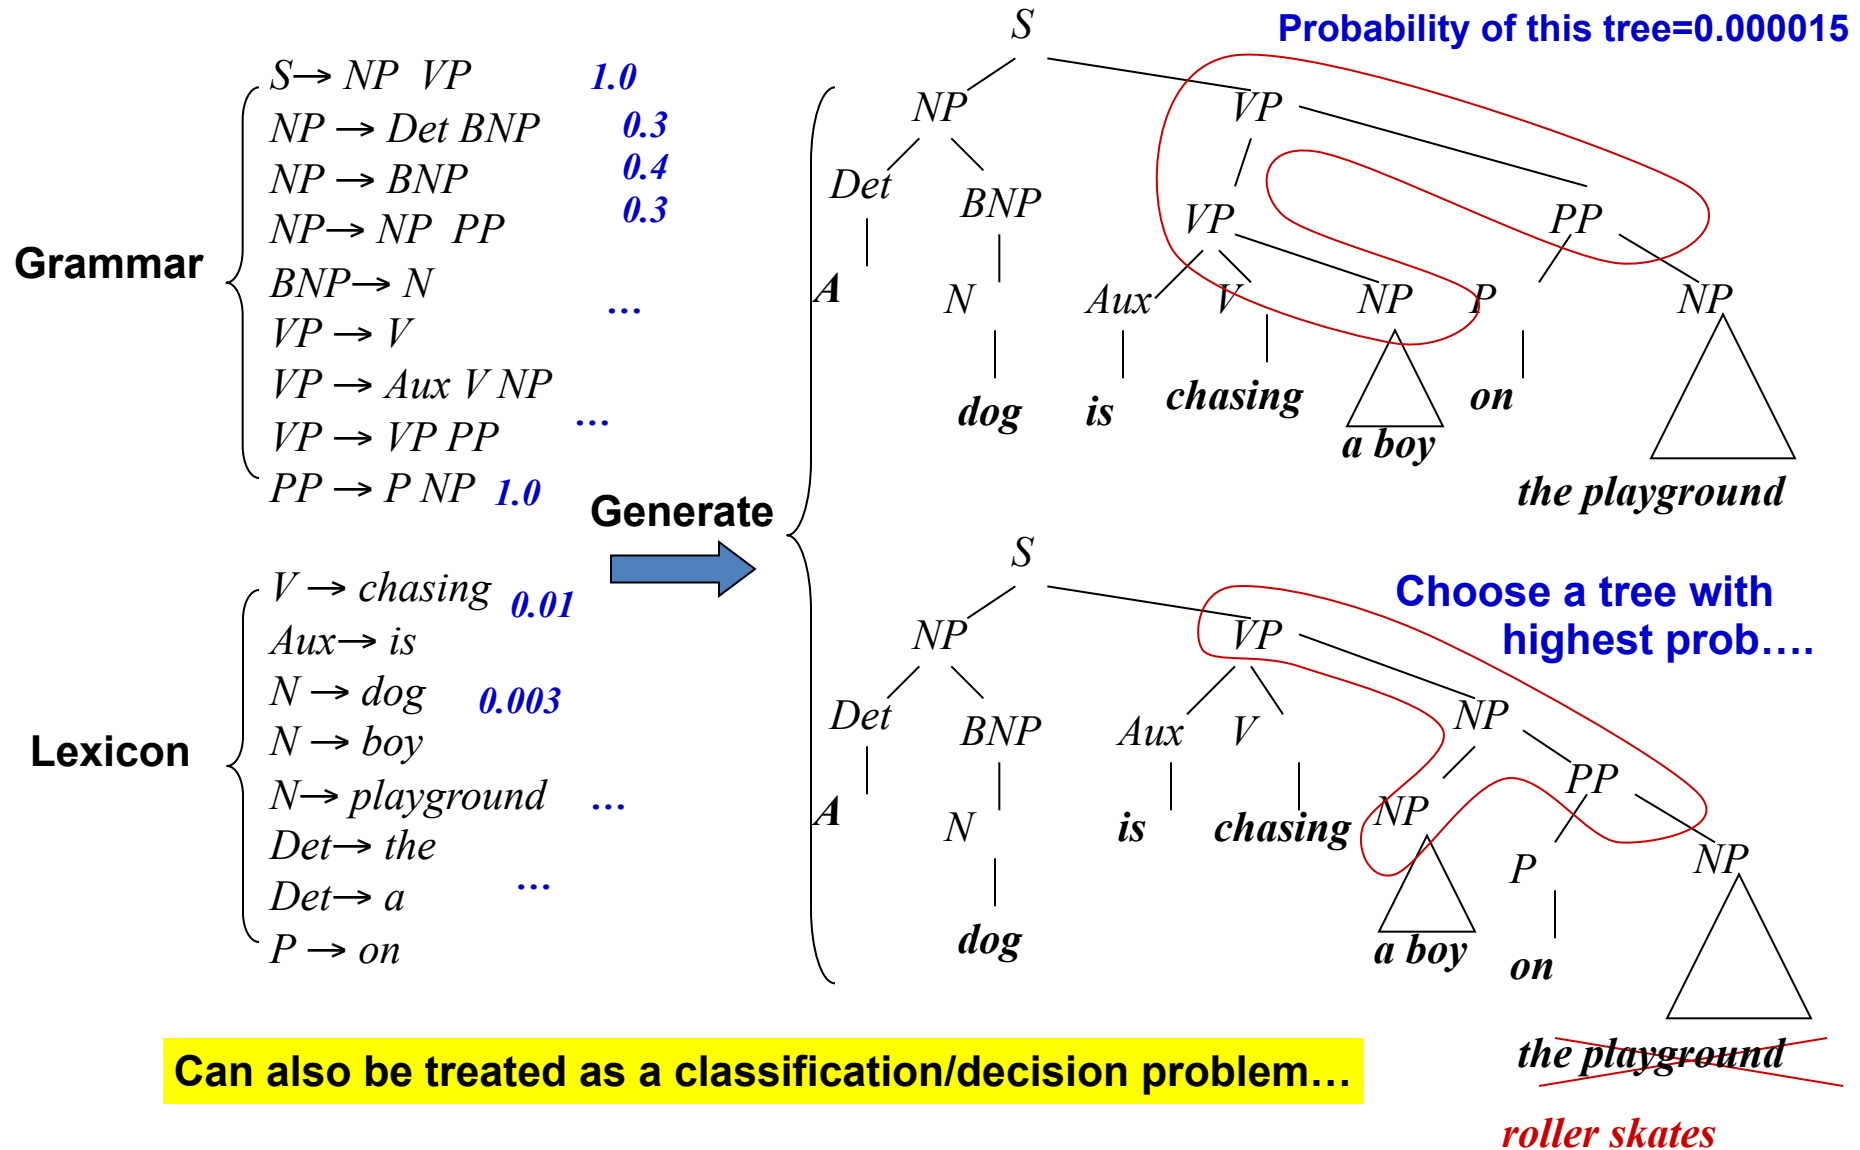 Probability of this tree=0.000015
Grammar
S→ NP VP 1.0
NP → Det BNP 0.3
NP → BNP 0.4
NP→ NP PP 0.3
BNP→ N
…
VP → V
VP → Aux V NP
…
VP → VP PP
PP → P NP 1.0
Generate
Lexicon
V → chasing 0.01
Aux→ is
N → dog 0.003
N → boy
N→ playground …
Det→ the
…
Det→ a
P → on
S
NP VP
Det BNP VP PP
A N Aux V NP P NP
dog is chasing a boy on
the playground
S
Choose a tree with
highest prob….
NP VP
Det BNP Aux V NP
A N is chasing NP PP
P NP
dog a boy on
the playground
roller skates
Can also be treated as a classification/decision problem…